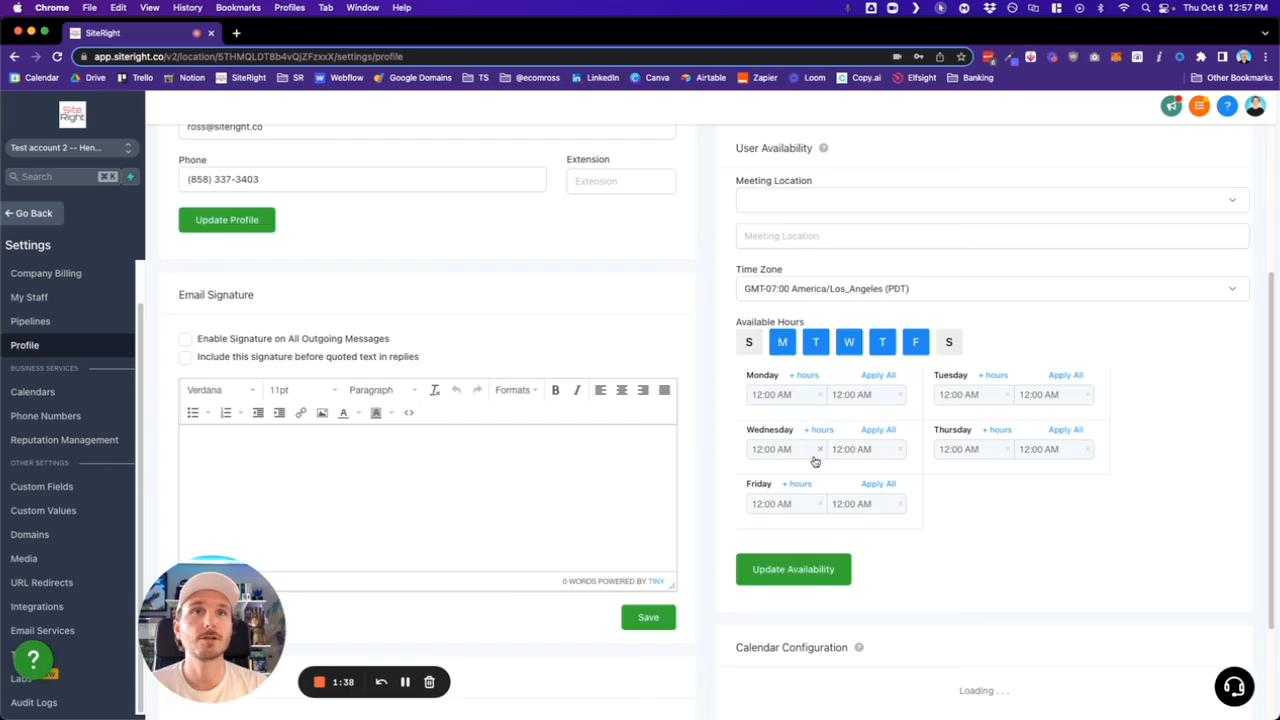 Chrome File Edit View History Bookmarks Profiles Tab Window Help
Thu Oct 6 12:57 PM
SiteRight
app.siteright.co/v2/location/5THMQLDT8b4vQjZFzxxX/settings/profile
Calendar Drive Trello Notion SiteRight SR Webflow Google Domains TS @ecomross LinkedIn Canva Airtable Zapier Loom Copy.ai Elfsight Banking Other Bookmarks
Site Right
Test account 2 -- Hen...
Search ⌘ K
← Go Back
Settings
Company Billing
My Staff
Pipelines
Profile
BUSINESS SERVICES
Calendars
Phone Numbers
Reputation Management
OTHER SETTINGS
Custom Fields
Custom Values
Domains
Media
URL Redirects
Integrations
Email Services
Labs
Audit Logs
ross@siteright.co
Phone
Extension
(858) 337-3403
Extension
Update Profile
Email Signature
Enable Signature on All Outgoing Messages
Include this signature before quoted text in replies
Verdana 11pt Paragraph Formats B I
A A
0 WORDS POWERED BY TINY
Save
1:38
User Availability
Meeting Location
Meeting Location
Time Zone
GMT-07:00 America/Los_Angeles (PDT)
Available Hours
S M T W T F S
Monday + hours Apply All Tuesday + hours Apply All
12:00 AM 12:00 AM 12:00 AM 12:00 AM
Wednesday + hours Apply All Thursday + hours Apply All
12:00 AM 12:00 AM 12:00 AM 12:00 AM
Friday + hours Apply All
12:00 AM 12:00 AM
Update Availability
Calendar Configuration
Loading . . .